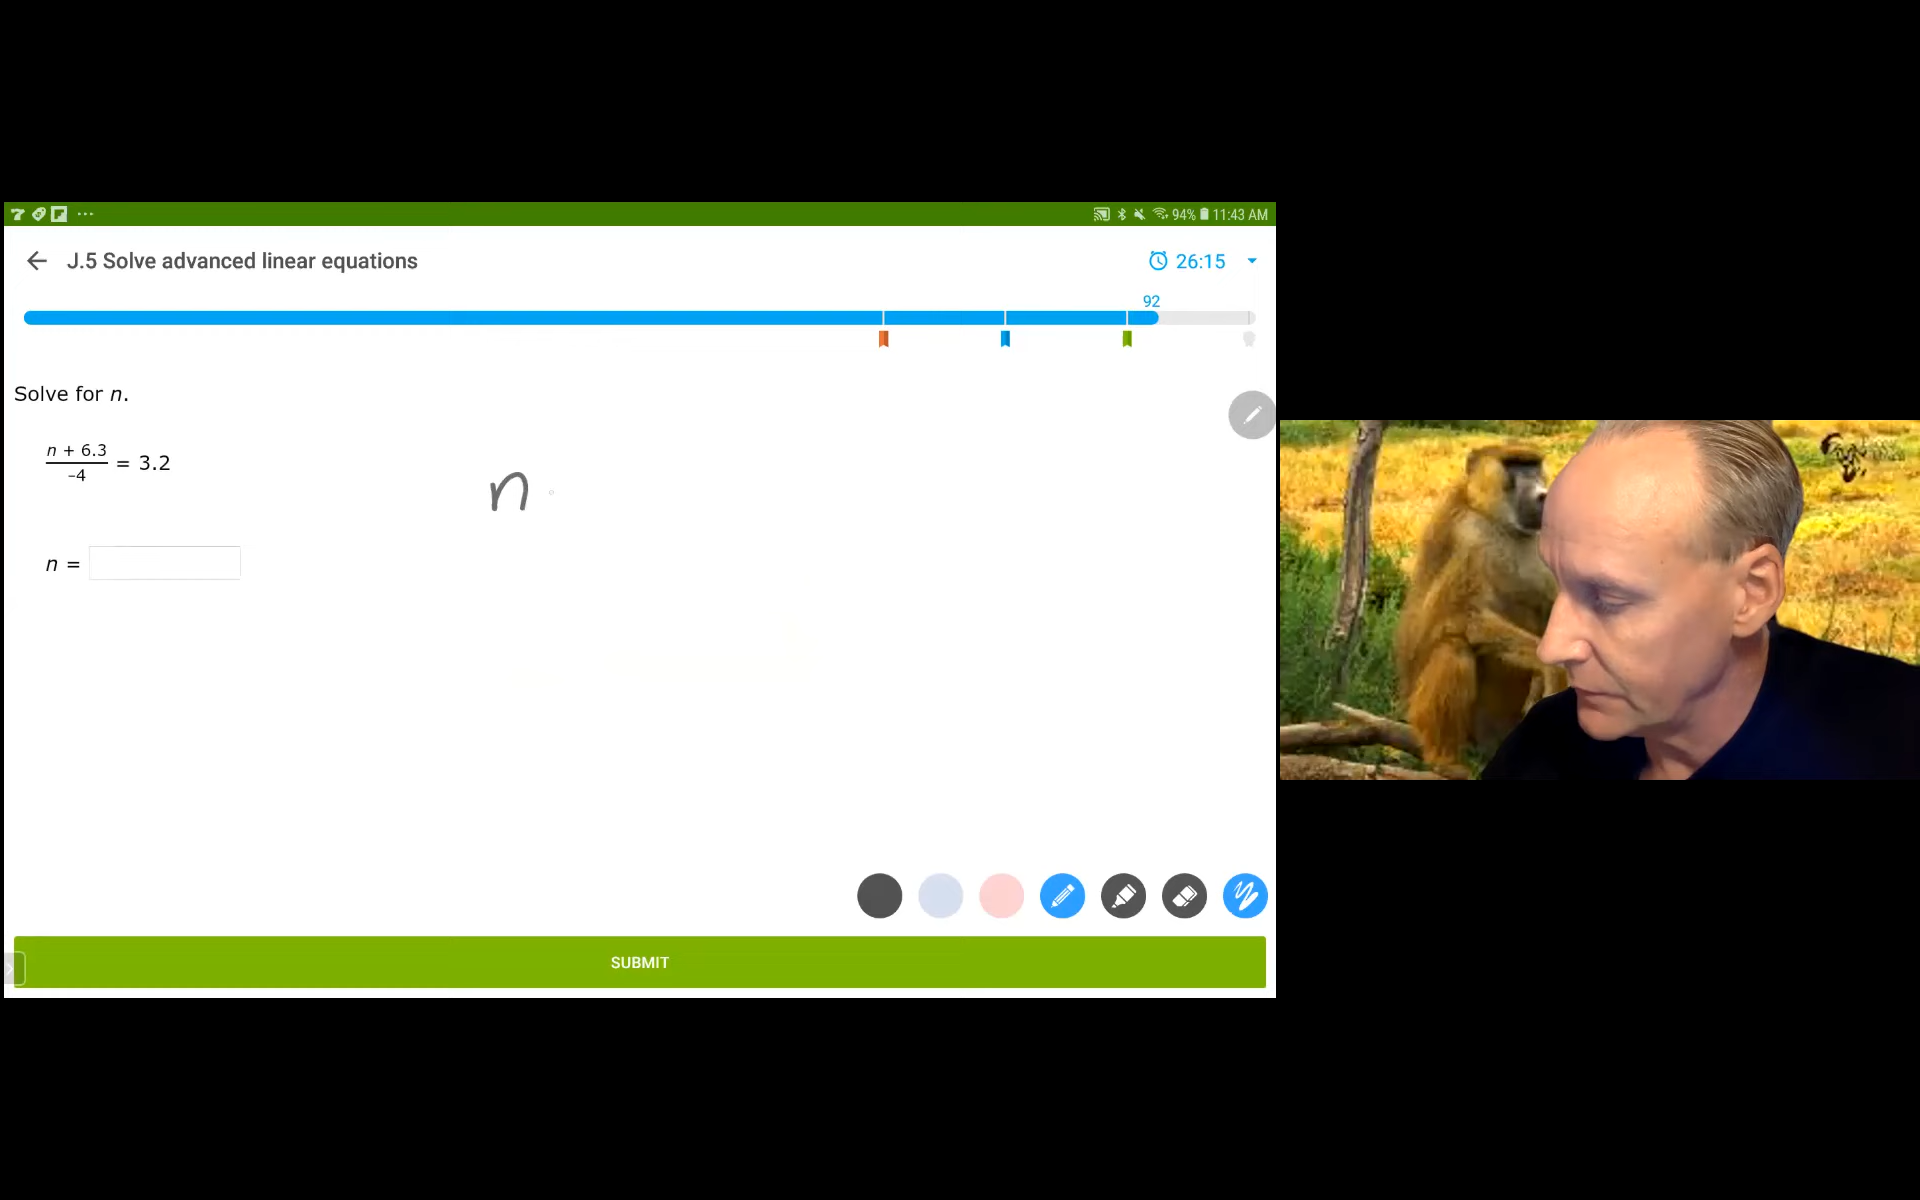 94% 11:43 AM
J.5 Solve advanced linear equations
26:15
92
Solve for n.
n + 6.3
-4
= 3.2
n
n =
SUBMIT